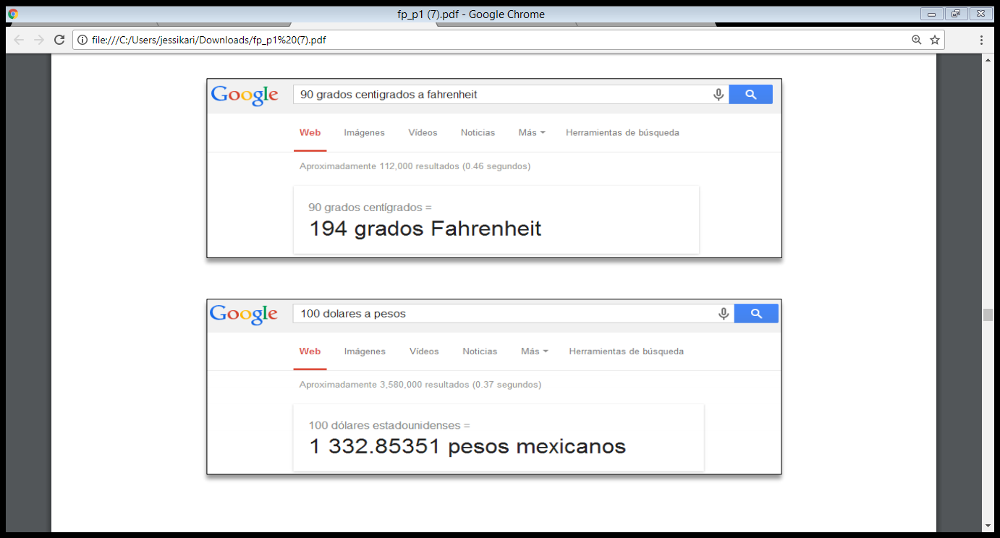 fp_p1 (7).pdf - Google Chrome
file:///C:/Users/jessikari/Downloads/fp_p1%20(7).pdf
Google 90 grados centigrados a fahrenheit
Web Imágenes Vídeos Noticias Más Herramientas de búsqueda
Aproximadamente 112,000 resultados (0.46 segundos)
90 grados centígrados =
194 grados Fahrenheit
Google 100 dolares a pesos
Web Imágenes Vídeos Noticias Más Herramientas de búsqueda
Aproximadamente 3,580,000 resultados (0.37 segundos)
100 dólares estadounidenses =
1 332.85351 pesos mexicanos